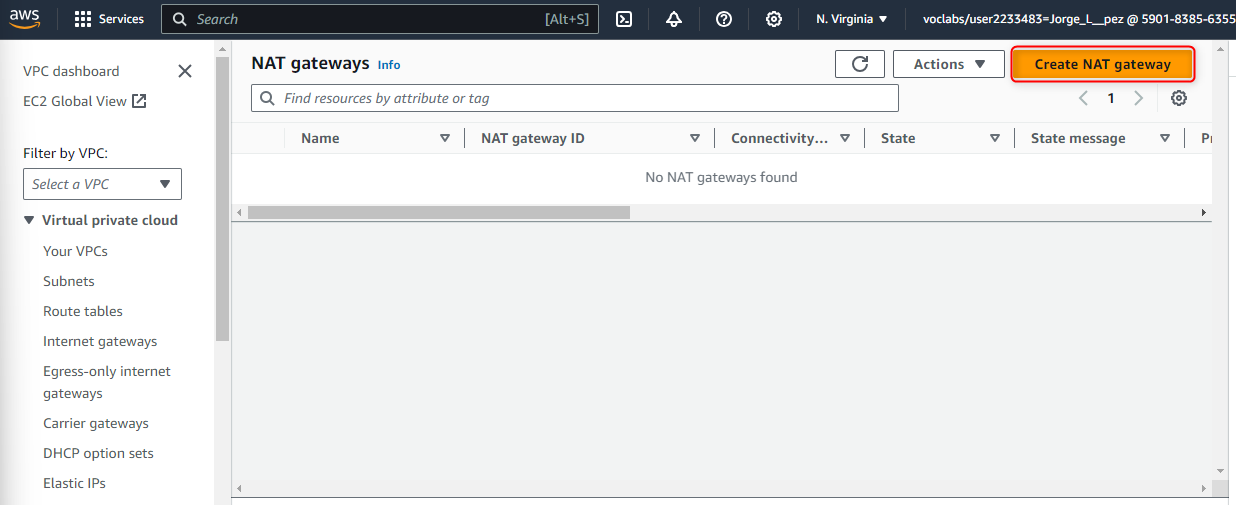 aws
Services
Search [Alt+S]
N. Virginia
voclabs/user2233483=Jorge_L__pez @ 5901-8385-6355
VPC dashboard
EC2 Global View
Filter by VPC:
Select a VPC
Virtual private cloud
Your VPCs
Subnets
Route tables
Internet gateways
Egress-only internet
gateways
Carrier gateways
DHCP option sets
Elastic IPs
NAT gateways Info
Actions
Create NAT gateway
Find resources by attribute or tag
1
Name NAT gateway ID Connectivity... State State message
No NAT gateways found